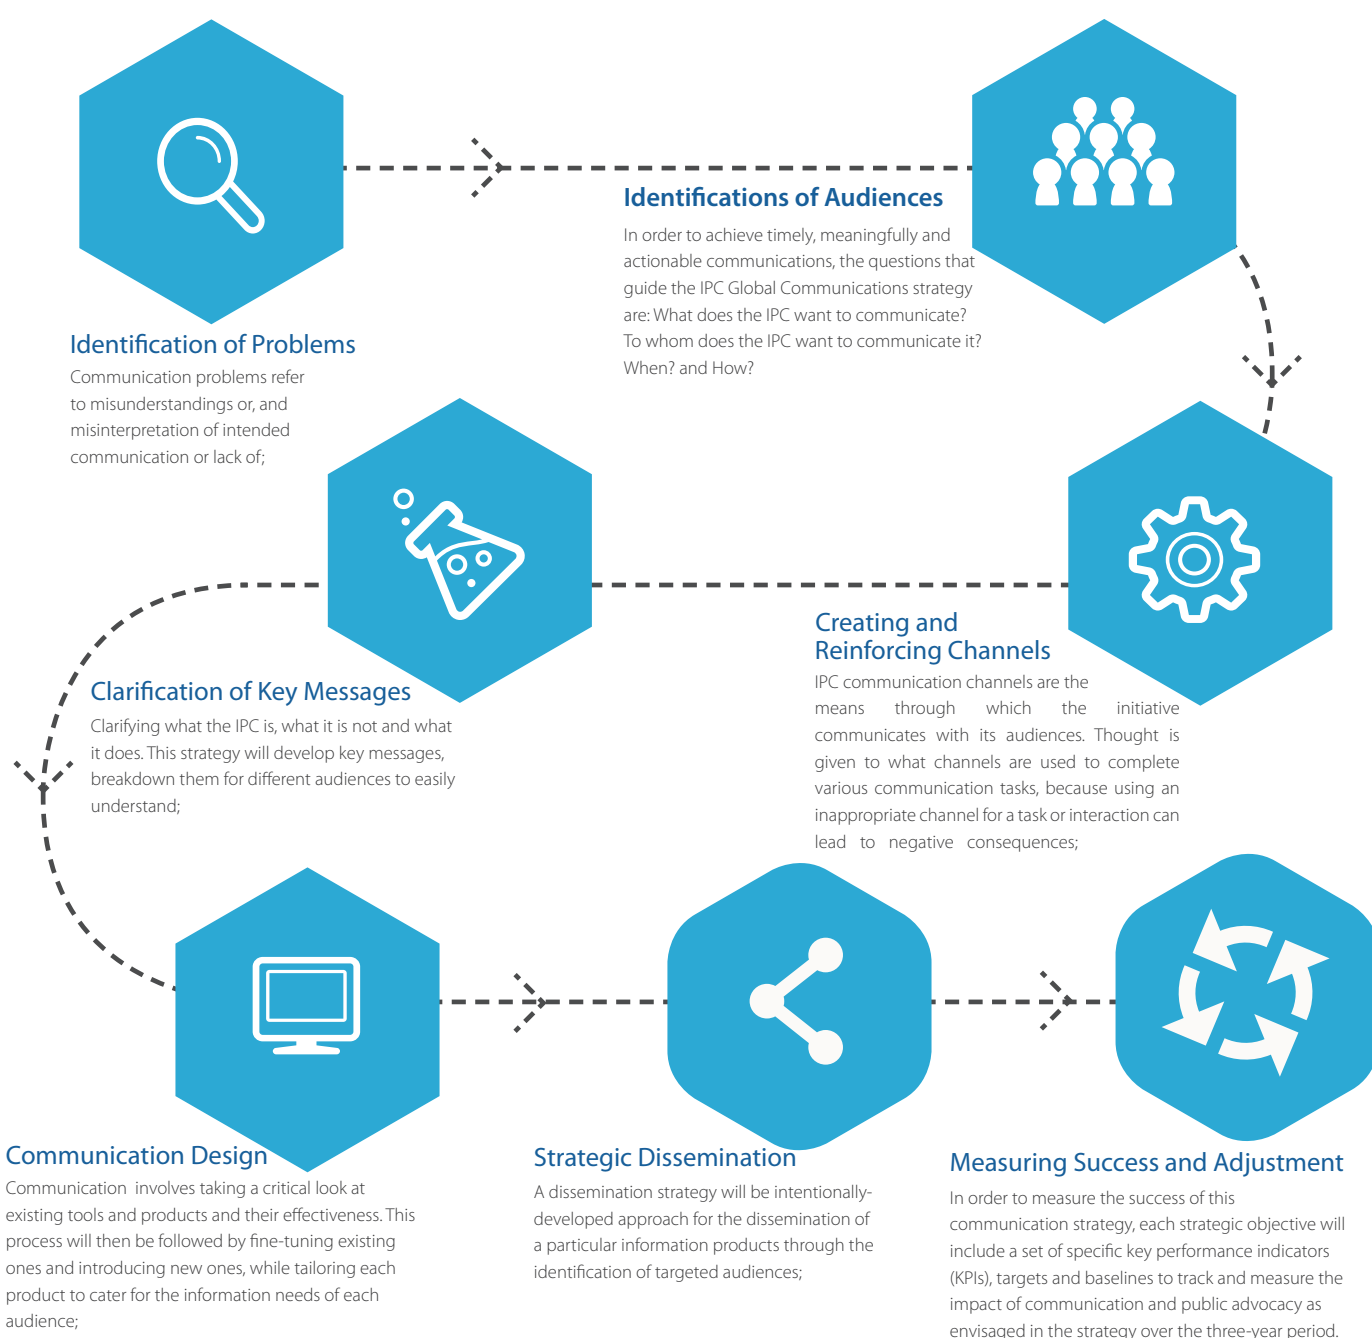 Identification of Problems
Communication problems refer
to misunderstandings or, and
misinterpretation of intended
communication or lack of;
Identifications of Audiences
In order to achieve timely, meaningfully and
actionable communications, the questions that
guide the IPC Global Communications strategy
are: What does the IPC want to communicate?
To whom does the IPC want to communicate it?
When? and How?
Creating and
Reinforcing Channels
IPC communication channels are the
means through which the initiative
communicates with its audiences. Thought is
given to what channels are used to complete
various communication tasks, because using an
inappropriate channel for a task or interaction can
lead to negative consequences;
Clarification of Key Messages
Clarifying what the IPC is, what it is not and what
it does. This strategy will develop key messages,
breakdown them for different audiences to easily
understand;
Communication Design
Communication involves taking a critical look at
existing tools and products and their effectiveness. This
process will then be followed by fine-tuning existing
ones and introducing new ones, while tailoring each
product to cater for the information needs of each
audience;
Strategic Dissemination
A dissemination strategy will be intentionally-
developed approach for the dissemination of
a particular information products through the
identification of targeted audiences;
Measuring Success and Adjustment
In order to measure the success of this
communication strategy, each strategic objective will
include a set of specific key performance indicators
(KPIs), targets and baselines to track and measure the
impact of communication and public advocacy as
envisaged in the strategy over the three-year period.